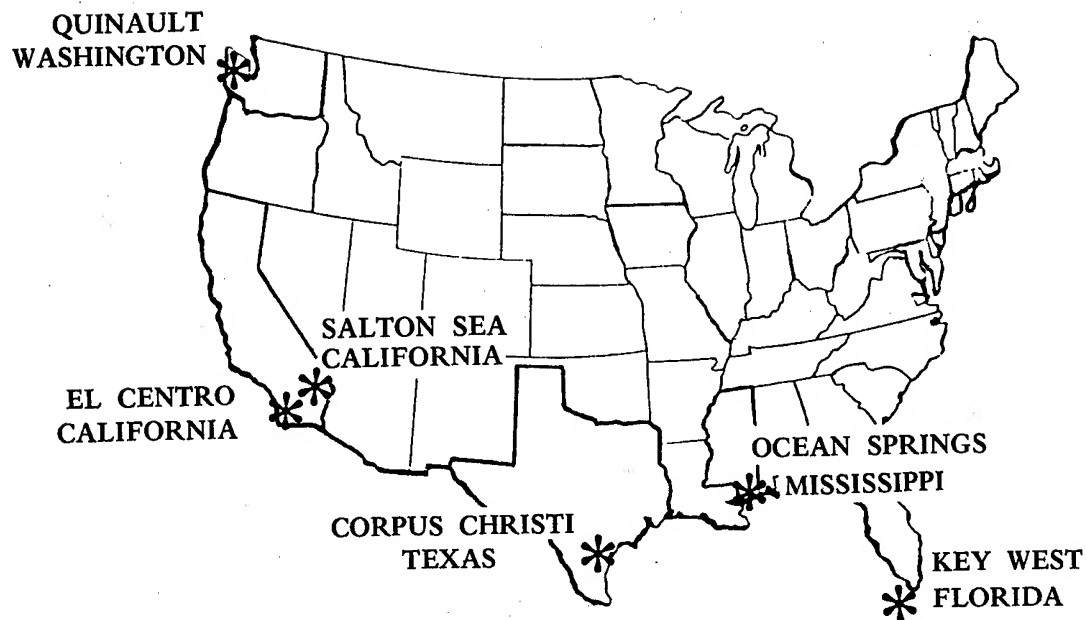 QUINAULT
WASHINGTON
SALTON SEA
CALIFORNIA
EL CENTRO
CALIFORNIA
OCEAN SPRINGS
MISSISSIPPI
CORPUS CHRISTI
TEXAS
KEY WEST
FLORIDA